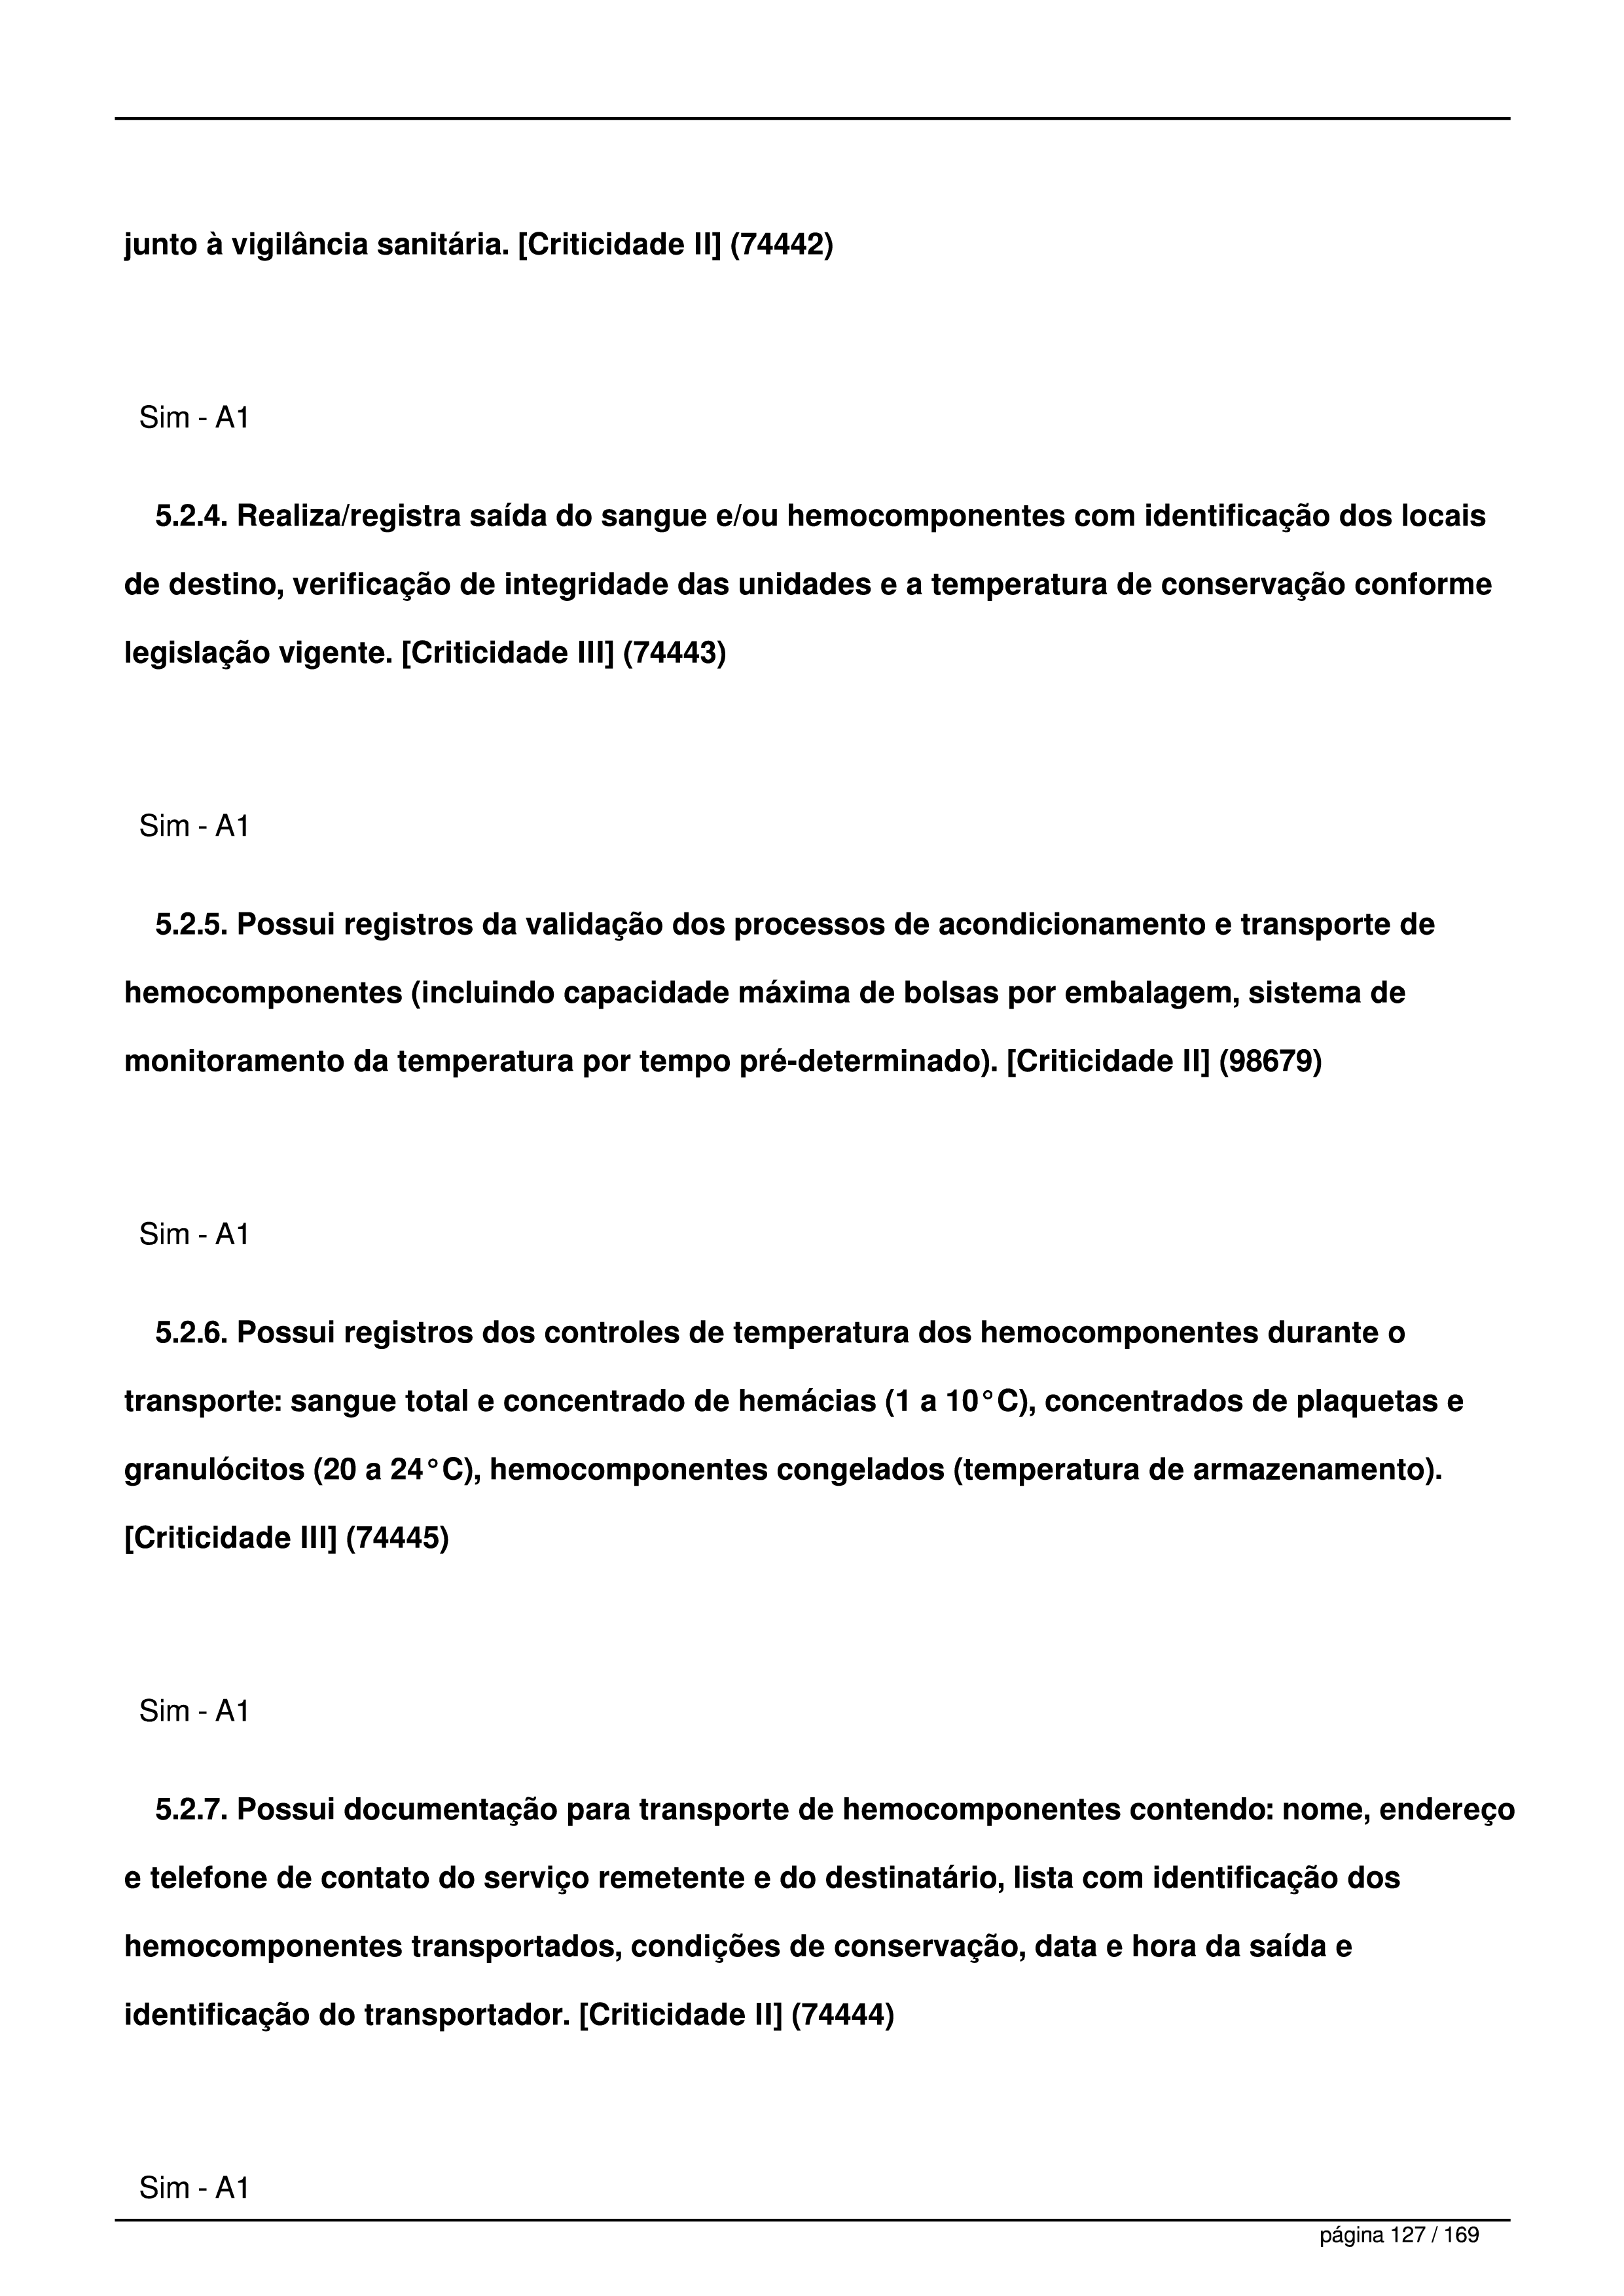 junto à vigilância sanitária. [Criticidade II] (74442)
Sim - A1
5.2.4. Realiza/registra saída do sangue e/ou hemocomponentes com identificação dos locais
de destino, verificação de integridade das unidades e a temperatura de conservação conforme
legislação vigente. [Criticidade III] (74443)
Sim - A1
5.2.5. Possui registros da validação dos processos de acondicionamento e transporte de
hemocomponentes (incluindo capacidade máxima de bolsas por embalagem, sistema de
monitoramento da temperatura por tempo pré-determinado). [Criticidade II] (98679)
Sim - A1
5.2.6. Possui registros dos controles de temperatura dos hemocomponentes durante o
transporte: sangue total e concentrado de hemácias (1 a 10°C), concentrados de plaquetas e
granulócitos (20 a 24°C), hemocomponentes congelados (temperatura de armazenamento).
[Criticidade III] (74445)
Sim - A1
5.2.7. Possui documentação para transporte de hemocomponentes contendo: nome, endereço
e telefone de contato do serviço remetente e do destinatário, lista com identificação dos
hemocomponentes transportados, condições de conservação, data e hora da saída e
identificação do transportador. [Criticidade II] (74444)
Sim - A1
página 127 / 169